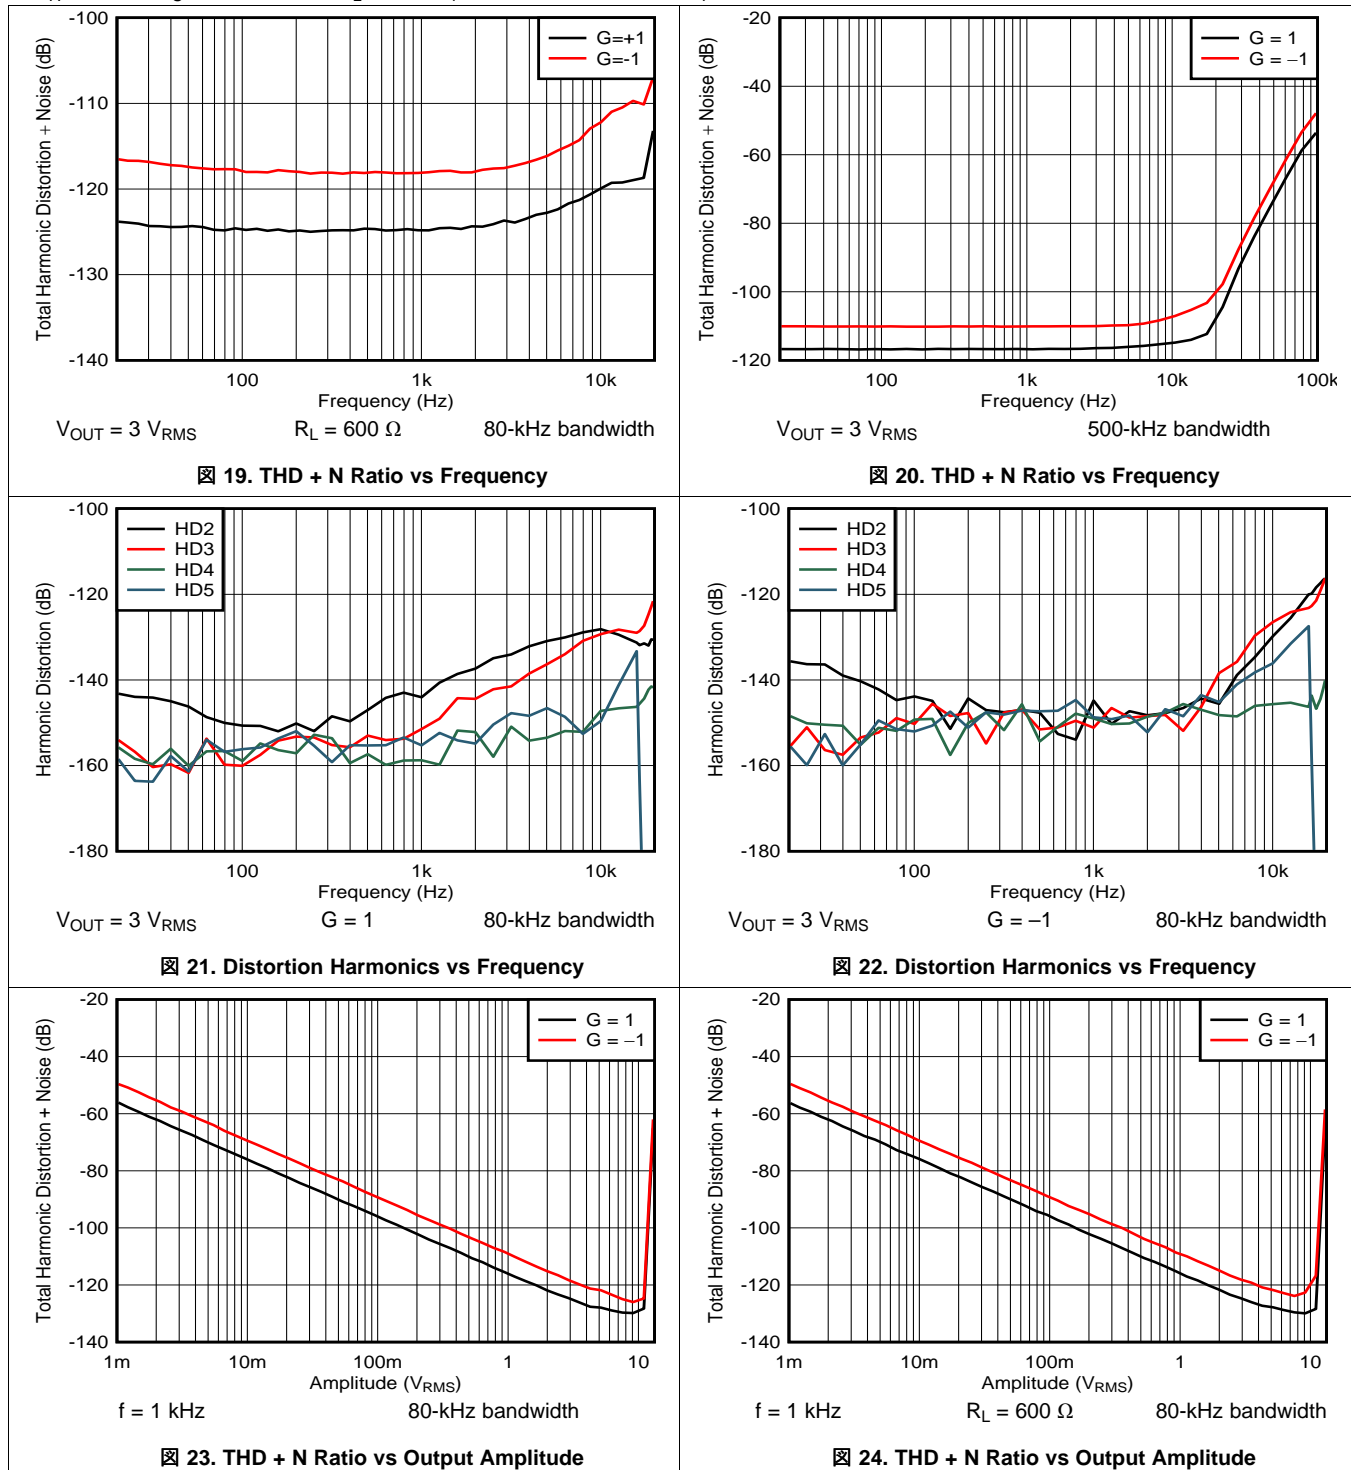 Total Harmonic Distortion + Noise (dB)
-100
-110
-120
-130
-140
G=+1
G=-1
100
1k
10k
Frequency (Hz)
VOUT = 3 VRMS RL = 600 Ω 80-kHz bandwidth
図 19. THD + N Ratio vs Frequency
Total Harmonic Distortion + Noise (dB)
-20
-40
-60
-80
-100
-120
G = 1
G = −1
100
1k
10k
100k
Frequency (Hz)
VOUT = 3 VRMS 500-kHz bandwidth
図 20. THD + N Ratio vs Frequency
Harmonic Distortion (dB)
-100
-120
-140
-160
-180
HD2
HD3
HD4
HD5
100
1k
10k
Frequency (Hz)
VOUT = 3 VRMS G = 1 80-kHz bandwidth
図 21. Distortion Harmonics vs Frequency
Harmonic Distortion (dB)
-100
-120
-140
-160
-180
HD2
HD3
HD4
HD5
100
1k
10k
Frequency (Hz)
VOUT = 3 VRMS G = −1 80-kHz bandwidth
図 22. Distortion Harmonics vs Frequency
Total Harmonic Distortion + Noise (dB)
-20
-40
-60
-80
-100
-120
-140
G = 1
G = −1
1m
10m
100m
1
10
Amplitude (VRMS)
f = 1 kHz 80-kHz bandwidth
図 23. THD + N Ratio vs Output Amplitude
Total Harmonic Distortion + Noise (dB)
-20
-40
-60
-80
-100
-120
-140
G = 1
G = −1
1m
10m
100m
1
10
Amplitude (VRMS)
f = 1 kHz RL = 600 Ω 80-kHz bandwidth
図 24. THD + N Ratio vs Output Amplitude